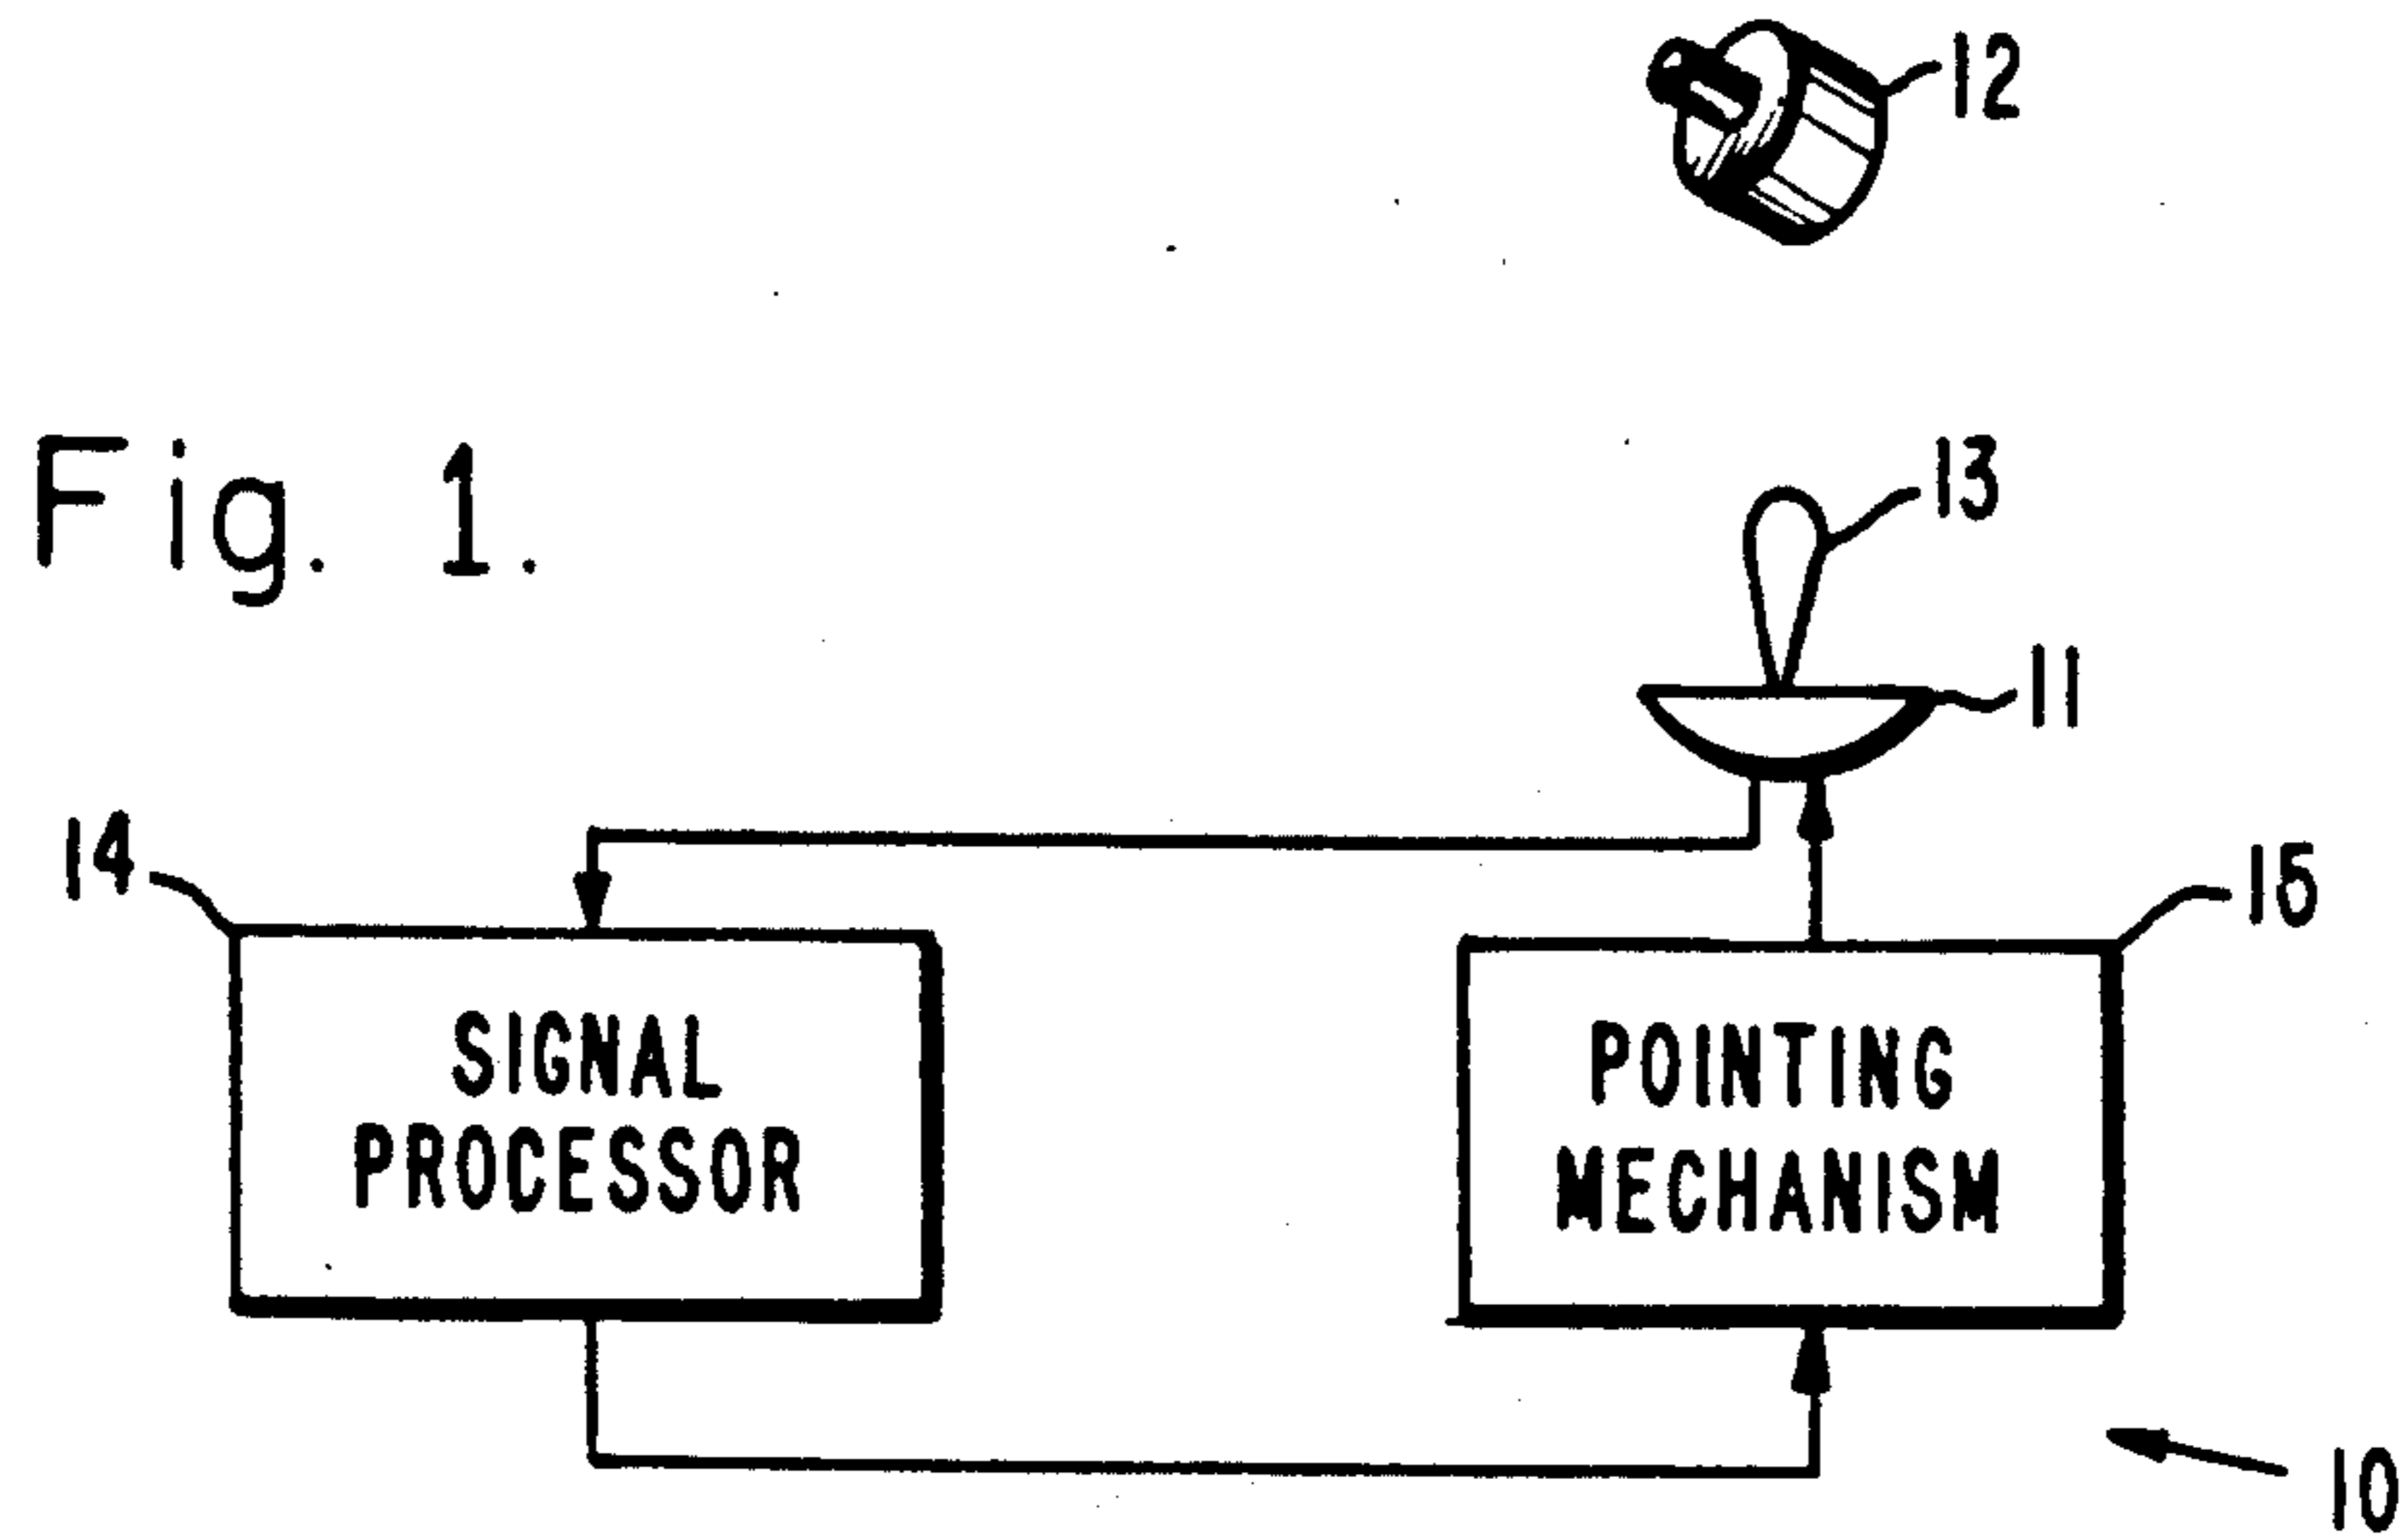 12
Fig. 1.
13
11
14
15
SIGNAL
PROCESSOR
POINTING
MECHANISM
10